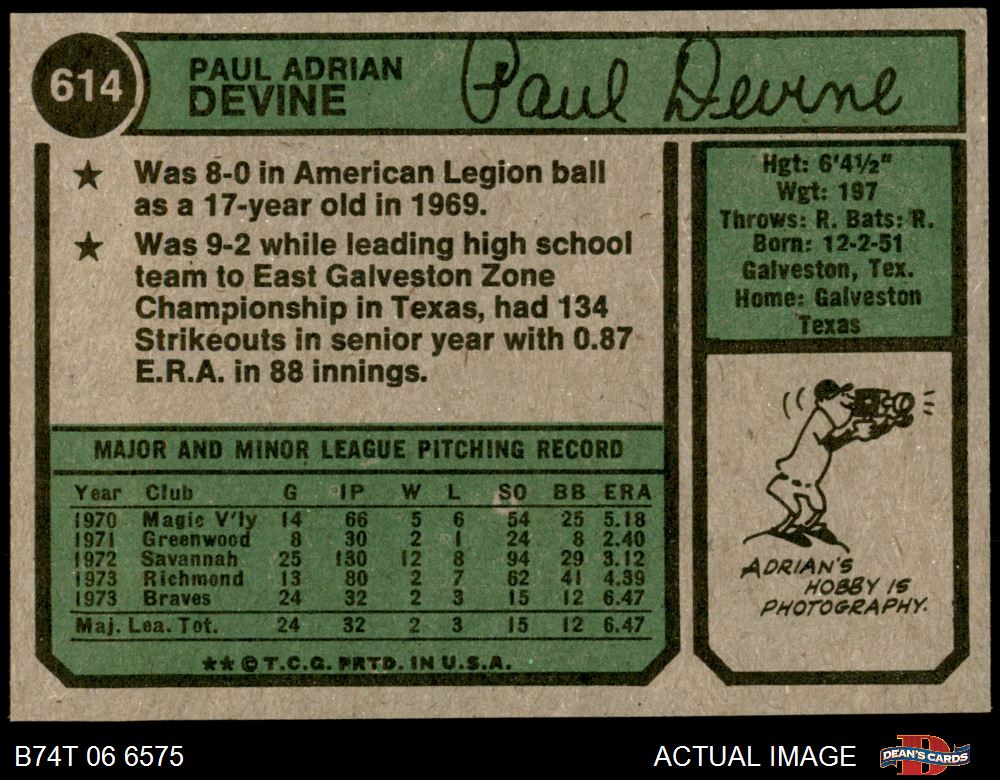 614
PAUL ADRIAN
DEVINE
Paul Devine
★ Was 8-0 in American Legion ball
as a 17-year old in 1969.
★ Was 9-2 while leading high school
team to East Galveston Zone
Championship in Texas, had 134
Strikeouts in senior year with 0.87
E.R.A. in 88 innings.
Hgt: 6'4½"
Wgt: 197
Throws: R. Bats: R.
Born: 12-2-51
Galveston, Tex.
Home: Galveston
Texas
MAJOR AND MINOR LEAGUE PITCHING RECORD
Year Club G IP W L SO BB ERA
1970 Magic V'ly 14 66 5 6 54 25 5.18
1971 Greenwood 8 30 2 1 24 8 2.40
1972 Savannah 25 130 12 8 94 29 3.12
1973 Richmond 13 80 2 7 62 41 4.39
1973 Braves 24 32 2 3 15 12 6.47
Maj. Lea. Tot. 24 32 2 3 15 12 6.47
★★ © T.C.G. PRTD. IN U.S.A.
ADRIAN'S
HOBBY IS
PHOTOGRAPHY.
B74T 06 6575
ACTUAL IMAGE
DEAN'S CARDS